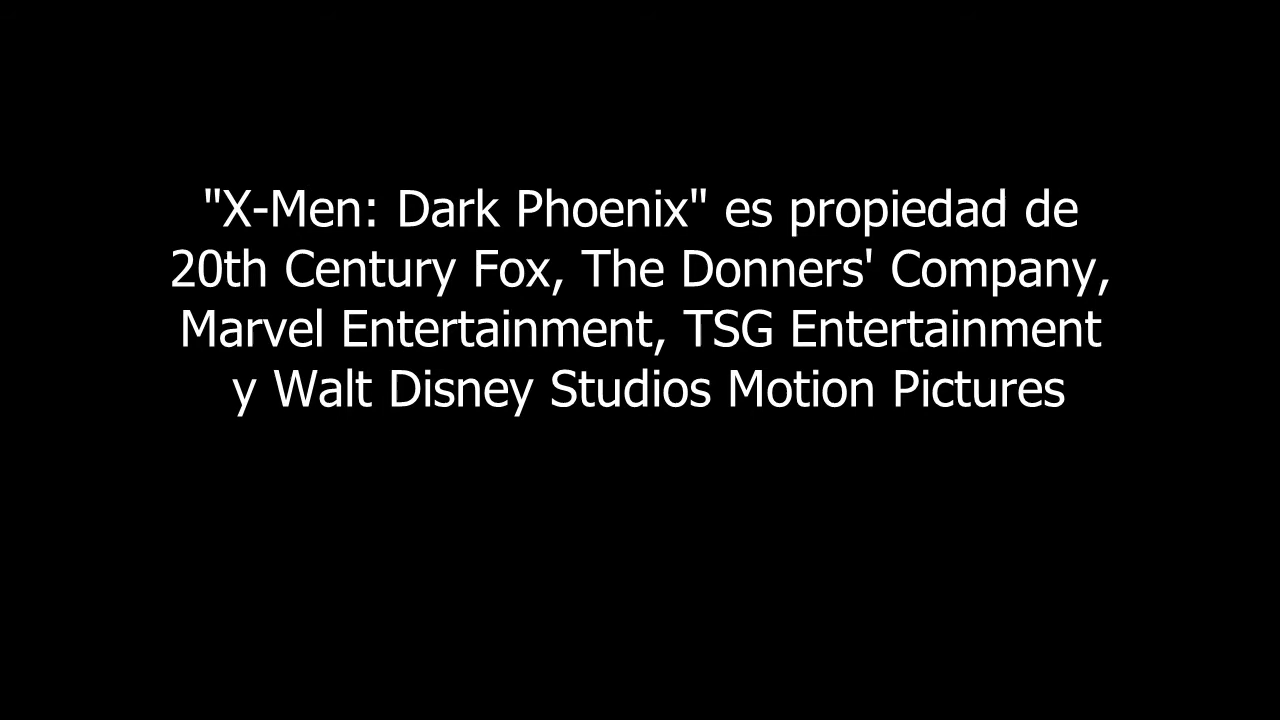 "X-Men: Dark Phoenix" es propiedad de
20th Century Fox, The Donners' Company,
Marvel Entertainment, TSG Entertainment
y Walt Disney Studios Motion Pictures